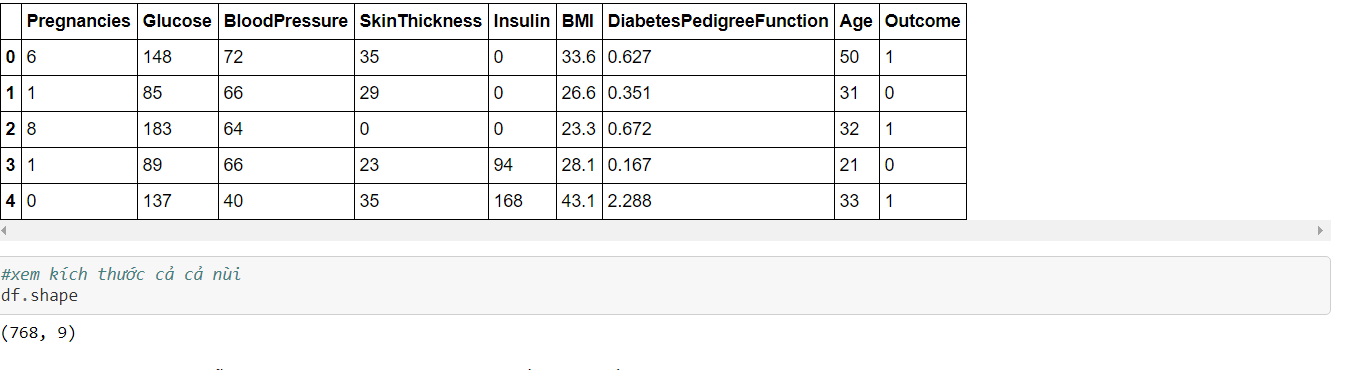 Pregnancies Glucose BloodPressure SkinThickness Insulin BMI DiabetesPedigreeFunction Age Outcome
0 6 148 72 35 0 33.6 0.627 50 1
1 1 85 66 29 0 26.6 0.351 31 0
2 8 183 64 0 0 23.3 0.672 32 1
3 1 89 66 23 94 28.1 0.167 21 0
4 0 137 40 35 168 43.1 2.288 33 1
#xem kích thước cả cả nùi
df.shape
(768, 9)